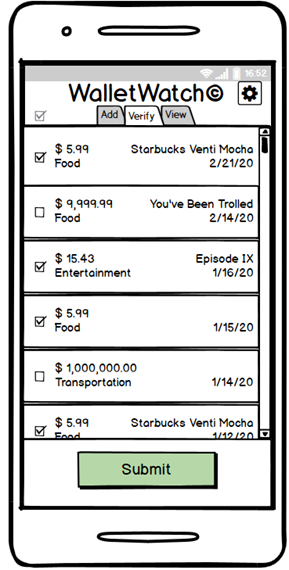 16:52
WalletWatch©
Add Verify View
$ 5.99 Starbucks Venti Mocha
Food 2/21/20
$ 9,999.99 You've Been Trolled
Food 2/14/20
$ 15.43 Episode IX
Entertainment 1/16/20
$ 5.99
Food 1/15/20
$ 1,000,000.00
Transportation 1/14/20
$ 5.99 Starbucks Venti Mocha
Food 1/12/20
Submit